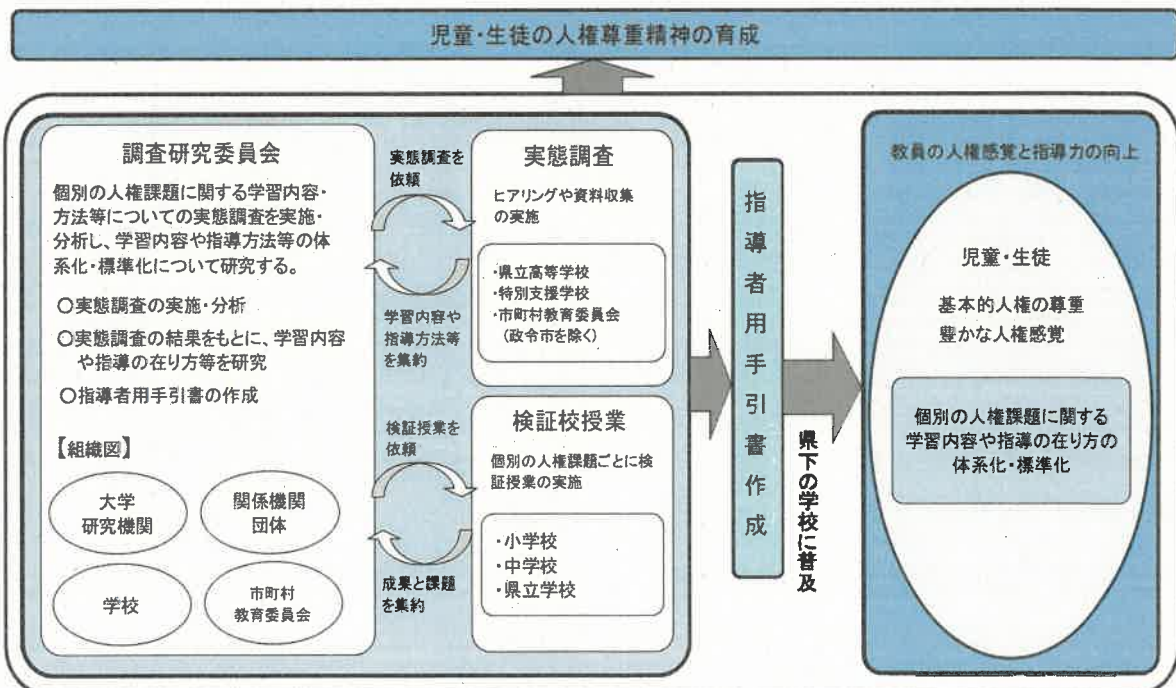 児童・生徒の人権尊重精神の育成
調査研究委員会
個別の人権課題に関する学習内容・
方法等についての実態調査を実施・
分析し、学習内容や指導方法等の体
系化・標準化について研究する。
○実態調査の実施・分析
○実態調査の結果をもとに、学習内容
や指導の在り方等を研究
○指導者用手引書の作成
【組織図】
大学
研究機関
関係機関
団体
学校
市町村
教育委員会
実態調査を
依頼
学習内容や
指導方法等
を集約
検証授業を
依頼
成果と課題
を集約
実態調査
ヒアリングや資料収集
の実施
・県立高等学校
・特別支援学校
・市町村教育委員会
(政令市を除く)
検証校授業
個別の人権課題ごとに検
証授業の実施
・小学校
・中学校
・県立学校
指導者用手引書作成
県下の学校に普及
教員の人権感覚と指導力の向上
児童・生徒
基本的人権の尊重
豊かな人権感覚
個別の人権課題に関する
学習内容や指導の在り方の
体系化・標準化